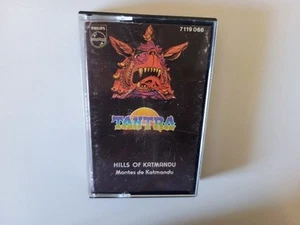 PHILIPS
7119 066
TANTRA
HILLS OF KATMANDU
Montes de Katmandu